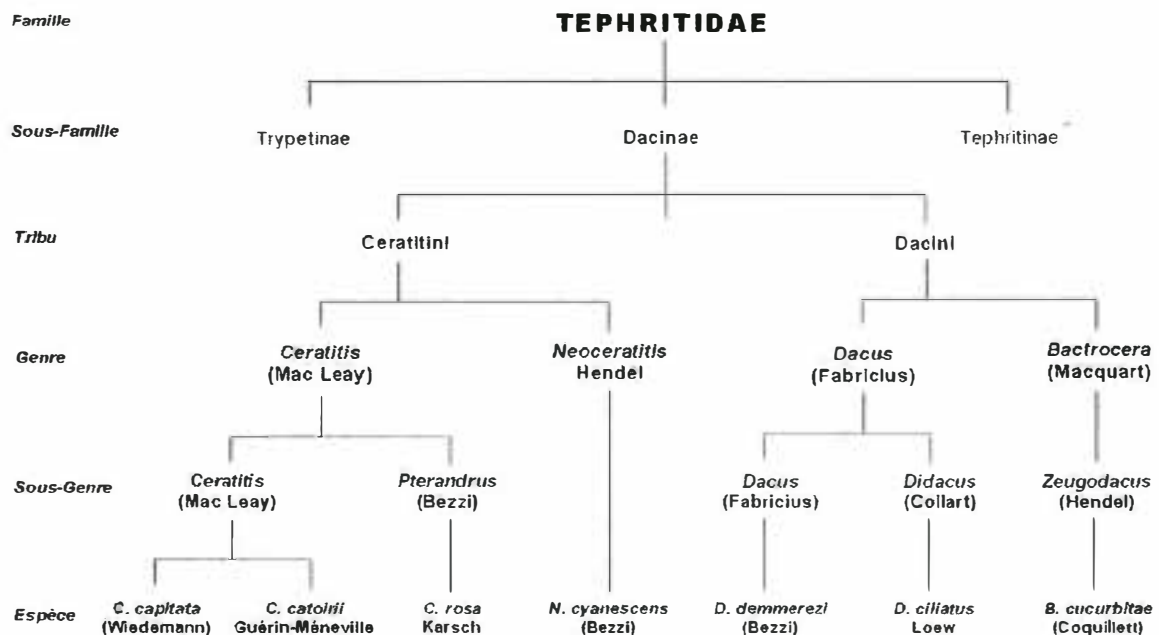 Famille TEPHRITIDAE
Sous-Famille Trypetinae Dacinae Tephritinae
Tribu Ceratitini Dacini
Genre Ceratitis Neoceratitis Dacus Bactrocera
(Mac Leay) Hendel (Fabricius) (Macquart)
Sous-Genre Ceratitis Pterandrus Dacus Didacus Zeugodacus
(Mac Leay) (Bezzi) (Fabricius) (Collart) (Hendel)
Espèce C. capitata C. catoirii C. rosa N. cyanescens D. demmerezi D. ciliatus B. cucurbitae
(Wiedemann) Guérin-Méneville Karsch (Bezzi) (Bezzi) Loew (Coquillett)